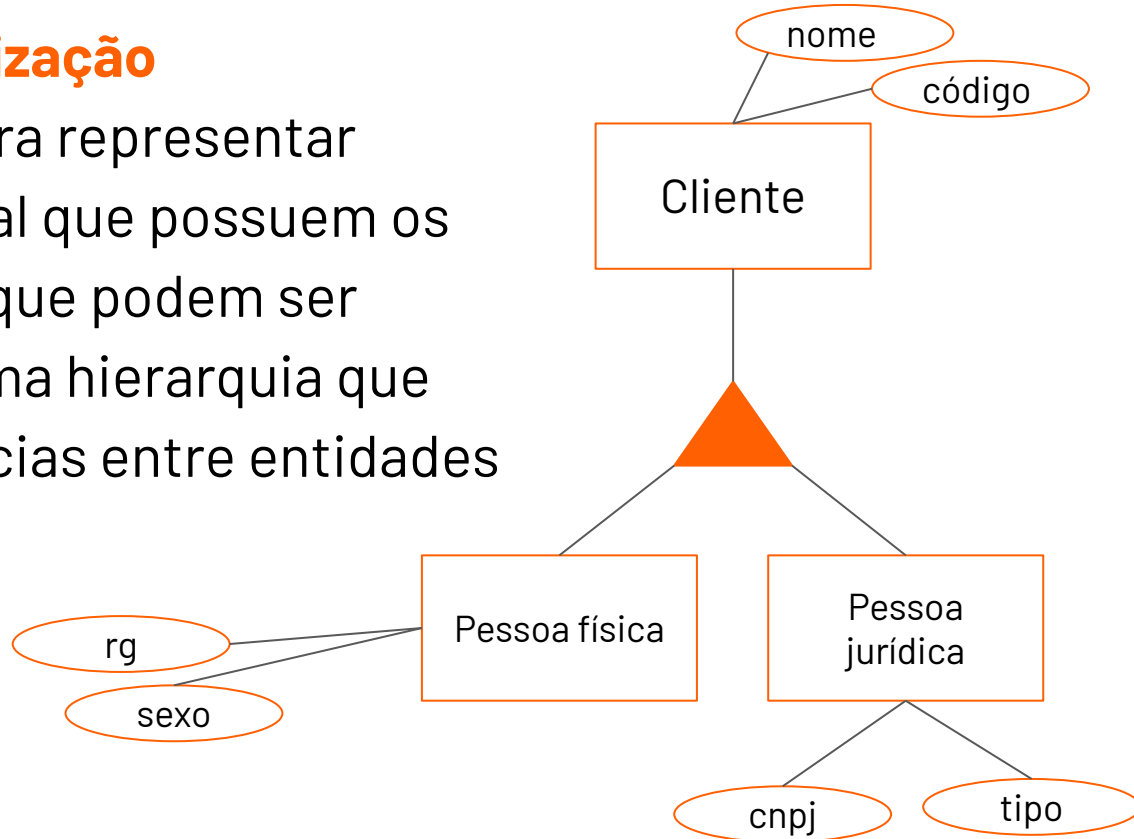 ização
ra representar
al que possuem os
que podem ser
ma hierarquia que
cias entre entidades
nome
código
Cliente
Pessoa física
Pessoa
jurídica
rg
sexo
cnpj
tipo